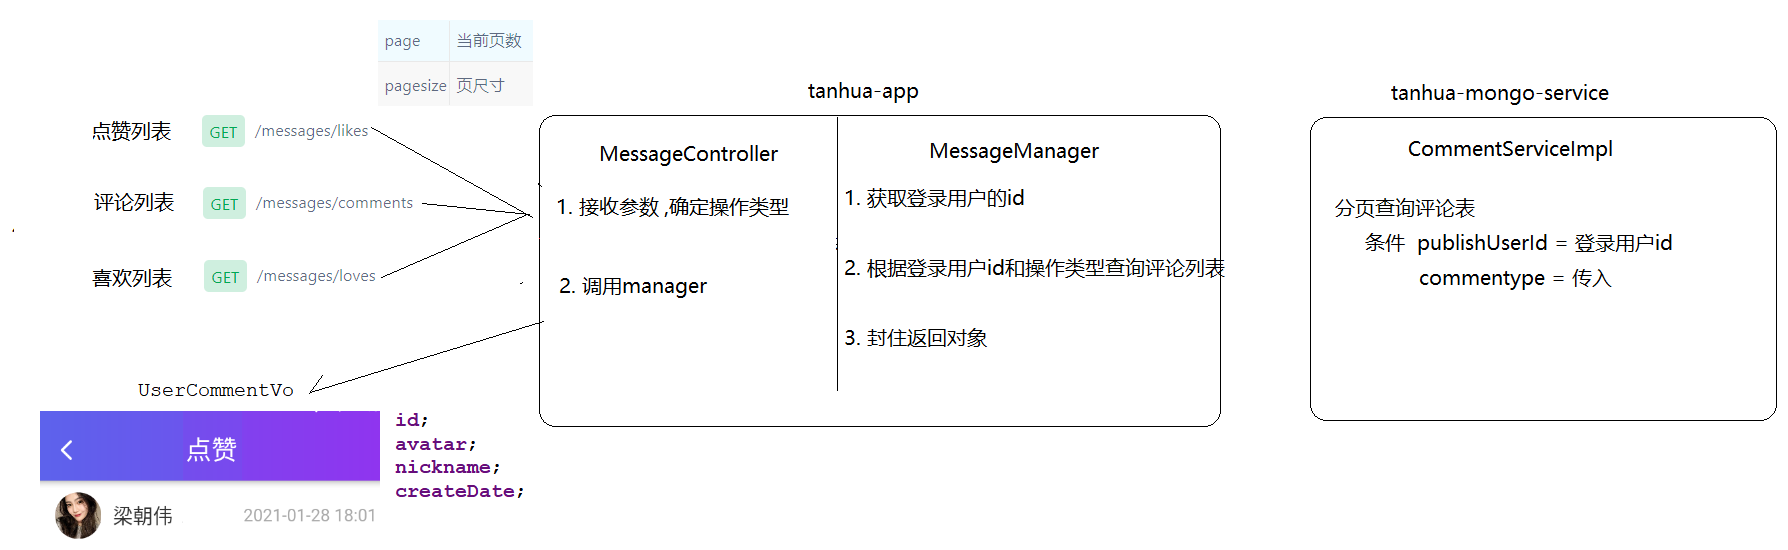 page 当前页数
pagesize 页尺寸
点赞列表 GET /messages/likes
评论列表 GET /messages/comments
喜欢列表 GET /messages/loves
tanhua-app
MessageController
1. 接收参数 ,确定操作类型
2. 调用manager
MessageManager
1. 获取登录用户的id
2. 根据登录用户id和操作类型查询评论列表
3. 封住返回对象
tanhua-mongo-service
CommentServiceImpl
分页查询评论表
条件 publishUserId = 登录用户id
commentype = 传入
UserCommentVo
id;
avatar;
nickname;
createDate;
点赞
梁朝伟 2021-01-28 18:01